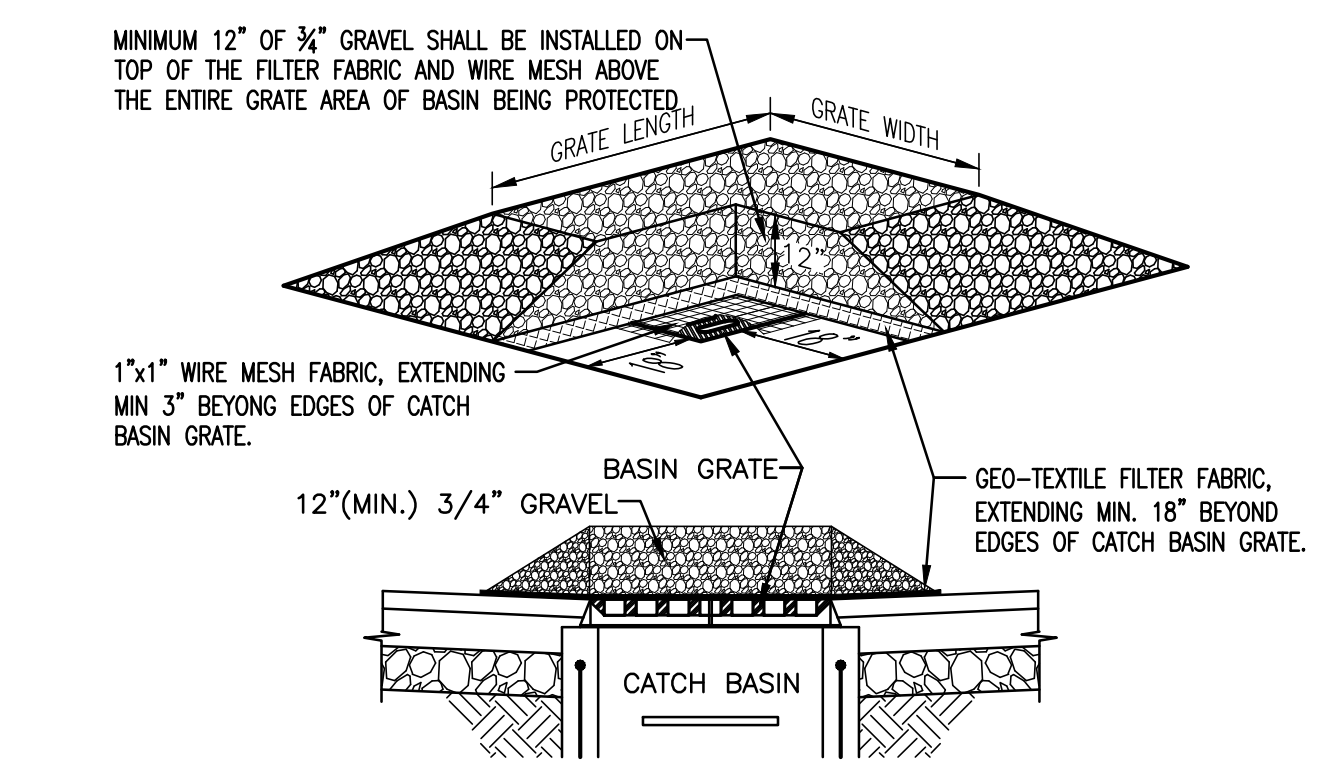 MINIMUM 12” OF ¾” GRAVEL SHALL BE INSTALLED ON
TOP OF THE FILTER FABRIC AND WIRE MESH ABOVE
THE ENTIRE GRATE AREA OF BASIN BEING PROTECTED
GRATE LENGTH
GRATE WIDTH
12”
18”
18”
1”x1” WIRE MESH FABRIC, EXTENDING
MIN 3” BEYONG EDGES OF CATCH
BASIN GRATE.
BASIN GRATE
12”(MIN.) 3/4” GRAVEL
GEO-TEXTILE FILTER FABRIC,
EXTENDING MIN. 18” BEYOND
EDGES OF CATCH BASIN GRATE.
CATCH BASIN